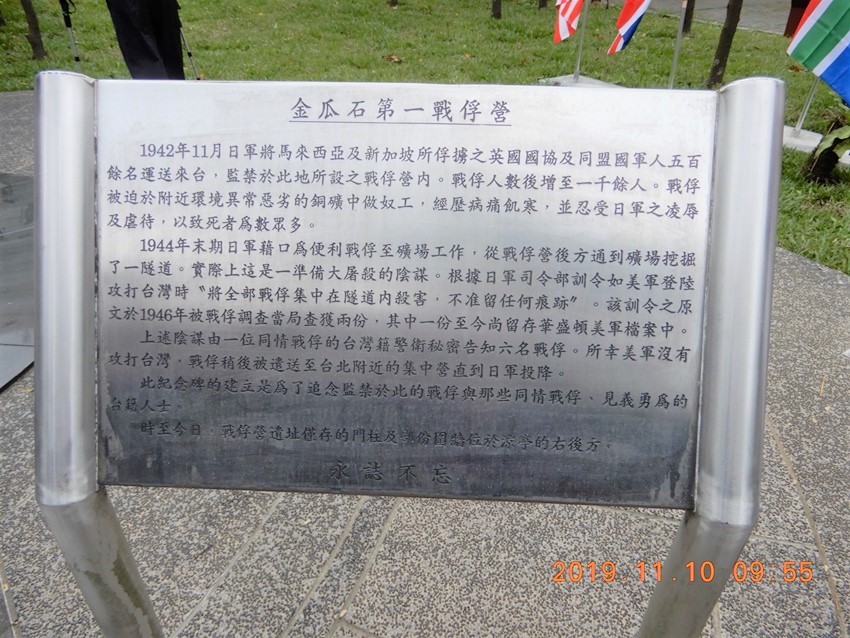 金瓜石第一戰俘營
1942年11月日軍將馬來西亞及新加坡所俘擄之英國國協及同盟國軍人五百
餘名運送來台，監禁於此地所設之戰俘營內。戰俘人數後增至一千餘人。戰俘
被迫於附近環境異常惡劣的銅礦中做奴工，經歷病痛飢寒，並忍受日軍之凌辱
及虐待，以致死者為數眾多。
1944年末期日軍藉口為便利戰俘至礦場工作，從戰俘營後方通到礦場挖掘
了一隧道。實際上這是一準備大屠殺的陰謀。根據日軍司令部訓令如美軍登陸
攻打台灣時〝將全部戰俘集中在隧道內殺害，不准留任何痕跡〞。該訓令之原
文於1946年被戰俘調查當局查獲兩份，其中一份至今尚留存華盛頓美軍檔案中。
上述陰謀由一位同情戰俘的台灣籍警衛秘密告知六名戰俘。所幸美軍沒有
攻打台灣，戰俘稍後被遣送至台北附近的集中營直到日軍投降。
此紀念碑的建立是為了追念監禁於此的戰俘與那些同情戰俘、見義勇為的
台籍人士。
時至今日，戰俘營遺址僅存的門柱及部份圍牆位於涼亭的右後方。
永誌不忘
2019.11.10 09:55